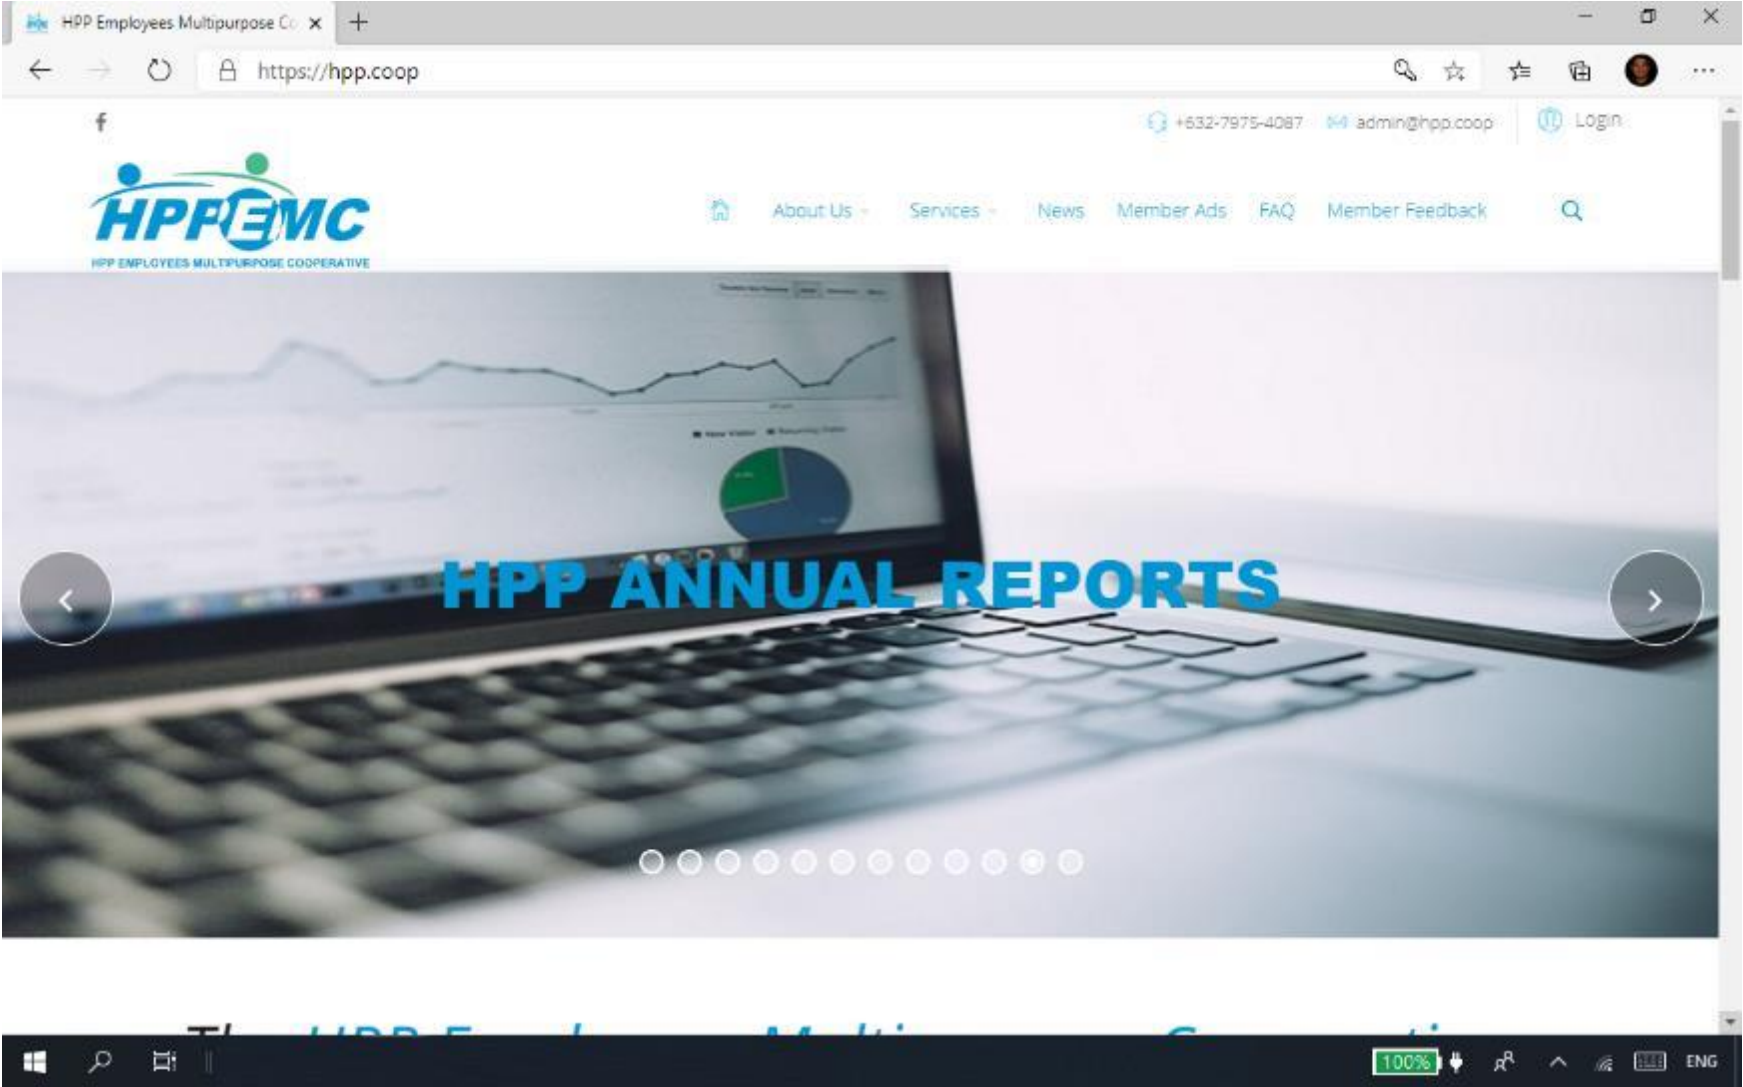 HPP Employees Multipurpose Co
https://hpp.coop
+632-7975-4087 admin@hpp.coop Login
HPPEMC
HPP EMPLOYEES MULTIPURPOSE COOPERATIVE
About Us Services News Member Ads FAQ Member Feedback
HPP ANNUAL REPORTS
100% ENG